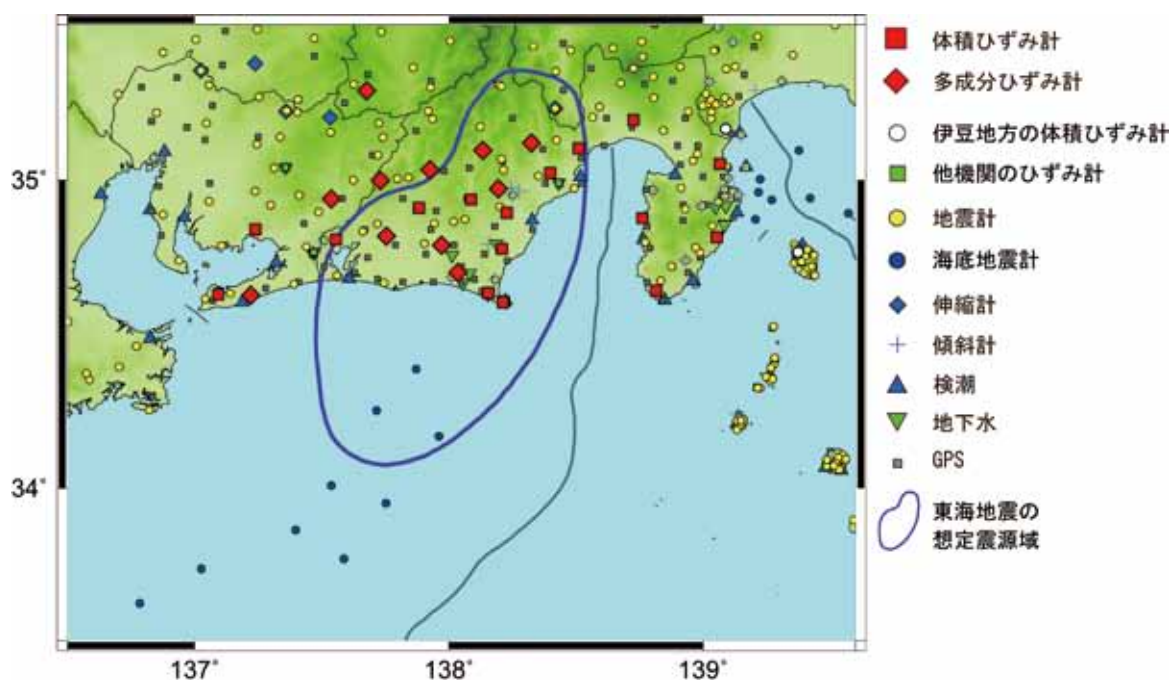 体積ひずみ計
多成分ひずみ計
伊豆地方の体積ひずみ計
他機関のひずみ計
地震計
海底地震計
伸縮計
傾斜計
検潮
地下水
GPS
東海地震の
想定震源域
35°
34°
137°
138°
139°